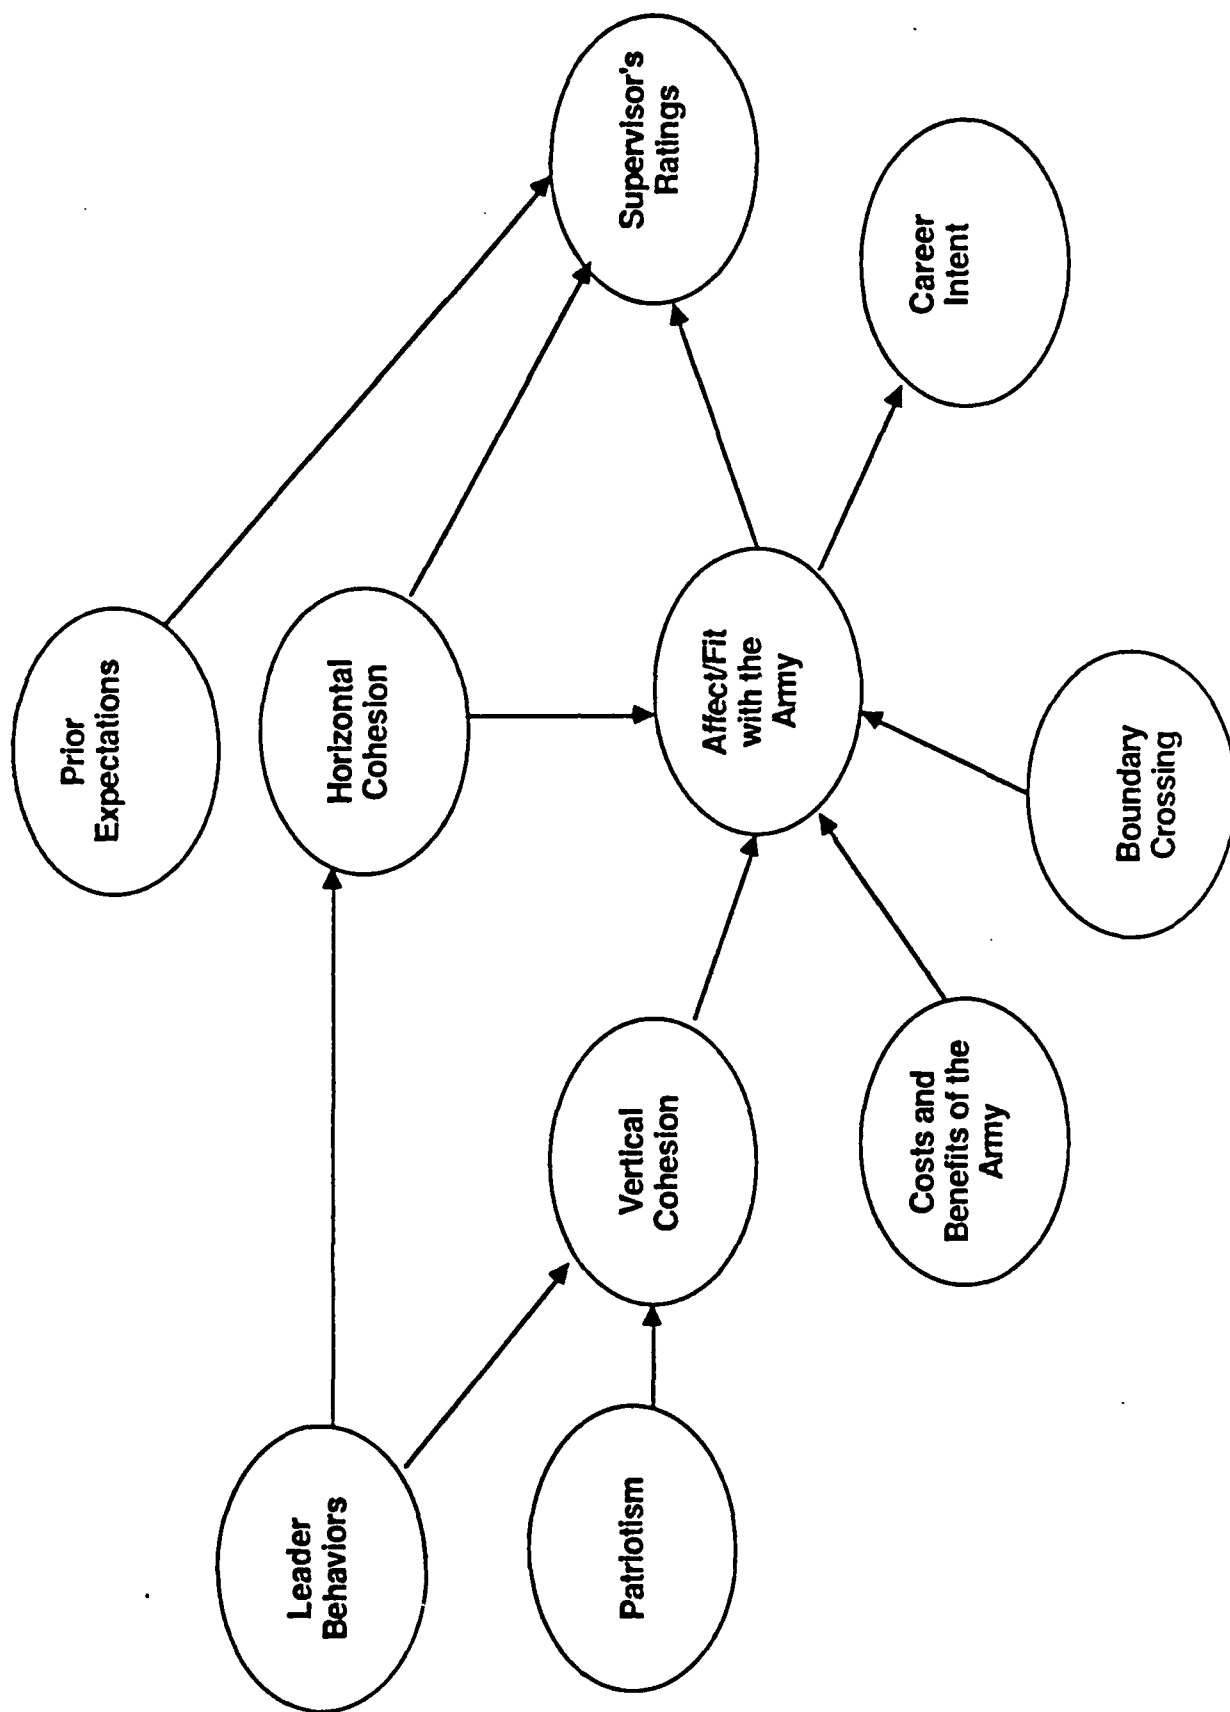 Prior
Expectations
Leader
Behaviors
Horizontal
Cohesion
Patriotism
Vertical
Cohesion
Supervisor's
Ratings
Affect/Fit
with the
Army
Costs and
Benefits of the
Army
Career
Intent
Boundary
Crossing